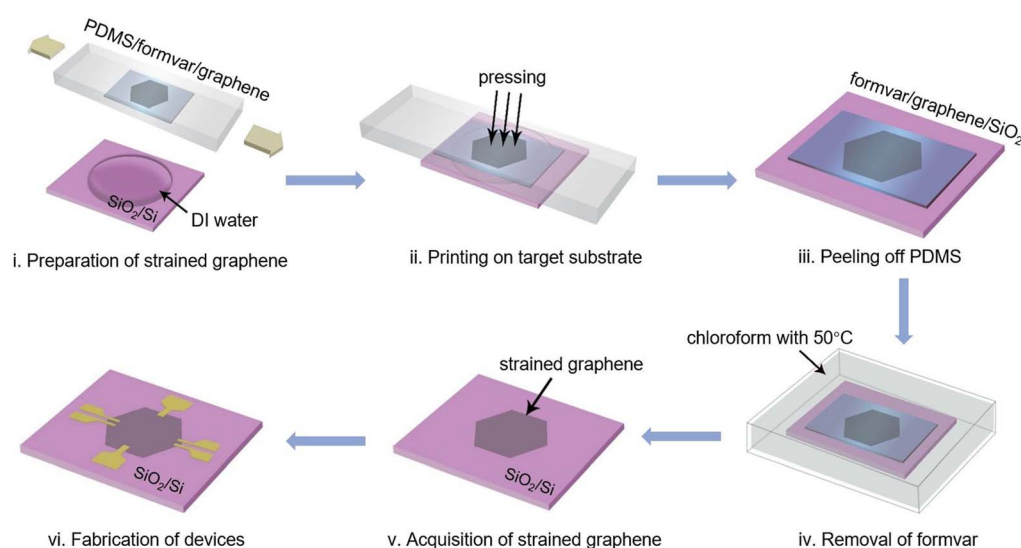 PDMS/formvar/graphene
SiO₂/Si
DI water
i. Preparation of strained graphene
pressing
ii. Printing on target substrate
formvar/graphene/SiO₂
iii. Peeling off PDMS
chloroform with 50°C
iv. Removal of formvar
strained graphene
SiO₂/Si
v. Acquisition of strained graphene
SiO₂/Si
vi. Fabrication of devices